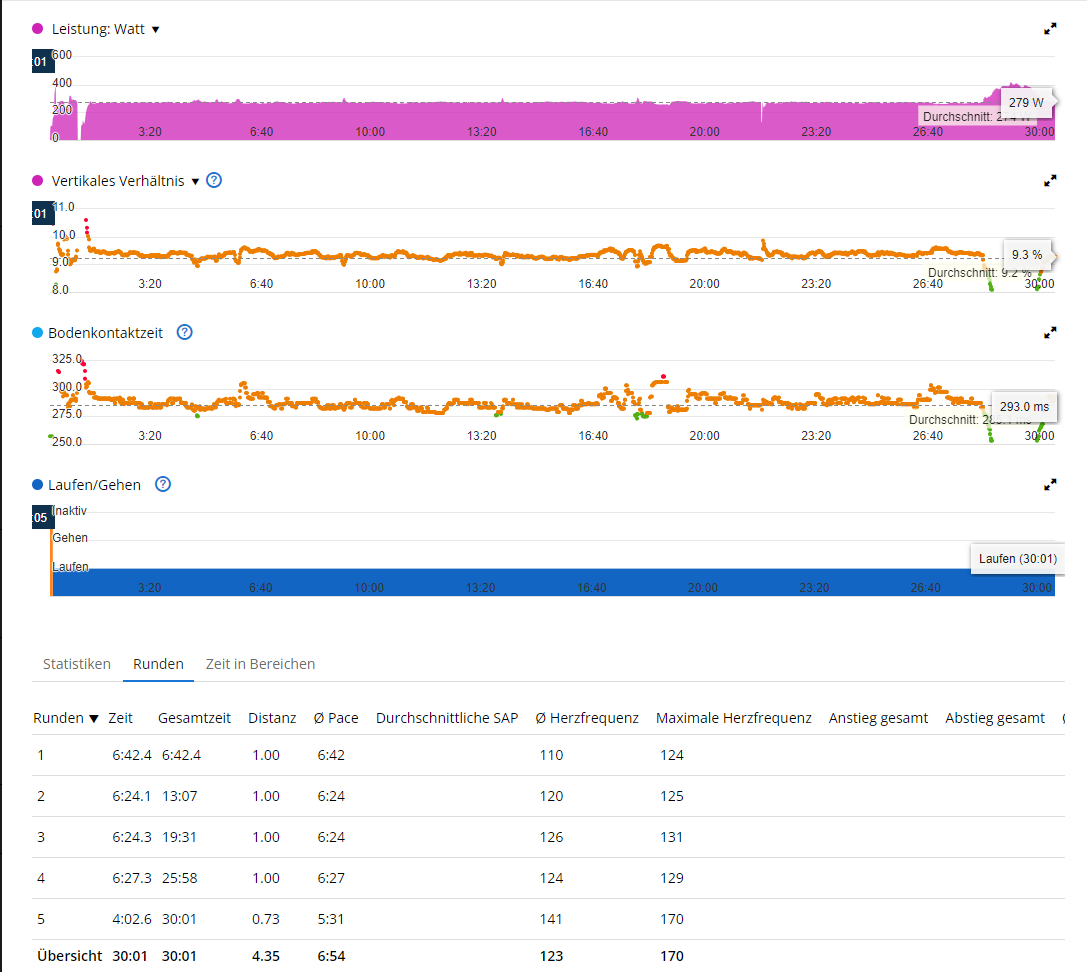 Leistung: Watt ▼
:01
600
400
200
0
3:20 6:40 10:00 13:20 16:40 20:00 23:20 26:40 30:00
279 W
Durchschnitt: W
Vertikales Verhältnis ▼ ?
:01
11.0
10.0
9.0
8.0
3:20 6:40 10:00 13:20 16:40 20:00 23:20 26:40 30:00
9.3 %
Durchschnitt: 9.2 %
Bodenkontaktzeit ?
325.0
300.0
275.0
250.0
3:20 6:40 10:00 13:20 16:40 20:00 23:20 26:40 30:00
293.0 ms
Durchschnitt: ms
Laufen/Gehen ?
:05
Inaktiv
Gehen
Laufen
3:20 6:40 10:00 13:20 16:40 20:00 23:20 26:40 30:00
Laufen (30:01)
Statistiken Runden Zeit in Bereichen
Runden ▼ Zeit Gesamtzeit Distanz Ø Pace Durchschnittliche SAP Ø Herzfrequenz Maximale Herzfrequenz Anstieg gesamt Abstieg gesamt
1 6:42.4 6:42.4 1.00 6:42 110 124
2 6:24.1 13:07 1.00 6:24 120 125
3 6:24.3 19:31 1.00 6:24 126 131
4 6:27.3 25:58 1.00 6:27 124 129
5 4:02.6 30:01 0.73 5:31 141 170
Übersicht 30:01 30:01 4.35 6:54 123 170